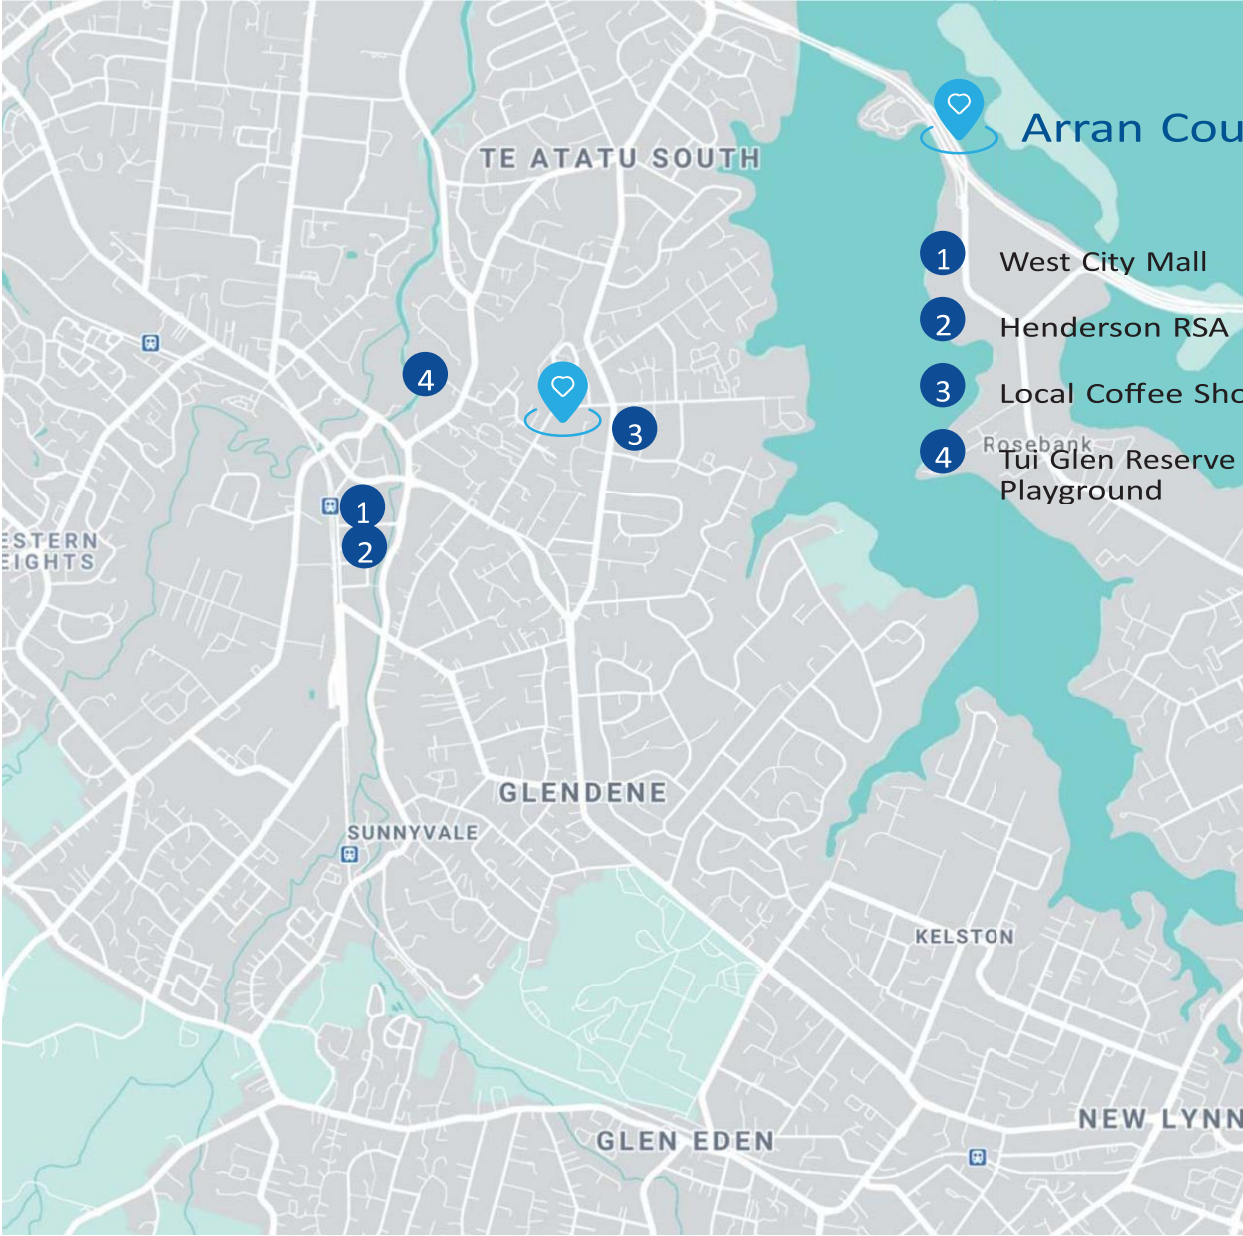 TE ATATU SOUTH
Arran Cou
1 West City Mall
2 Henderson RSA
3 Local Coffee Sho
4 Tui Glen Reserve
Playground
Rosebank
4
3
1
2
ESTERN
EIGHTS
GLENDENE
SUNNYVALE
KELSTON
NEW LYNN
GLEN EDEN